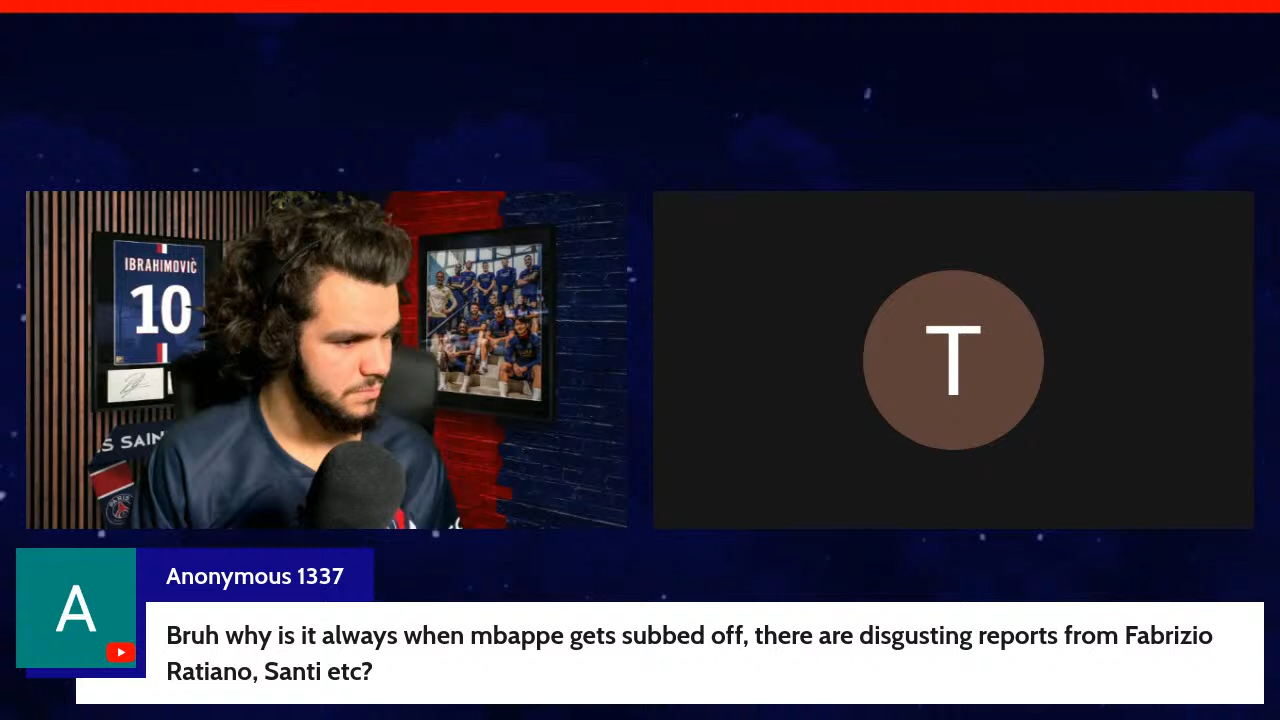 IBRAHIMOVIĆ
10
S SAIN
PARIS
T
A
Anonymous 1337
Bruh why is it always when mbappe gets subbed off, there are disgusting reports from Fabrizio
Ratiano, Santi etc?